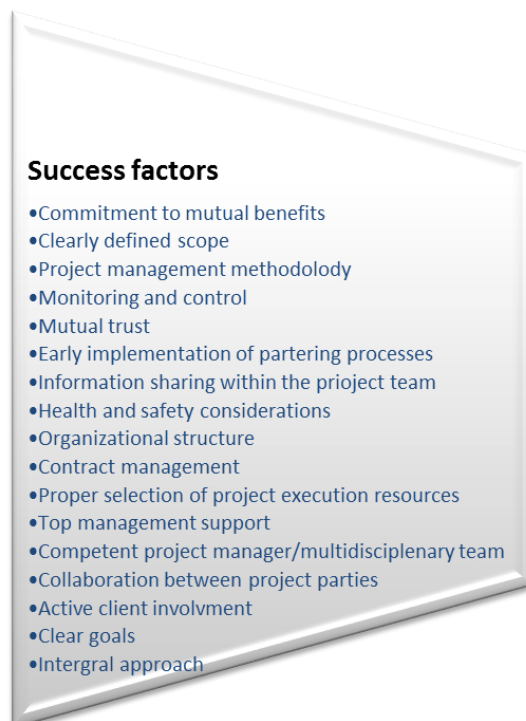 Success factors
•Commitment to mutual benefits
•Clearly defined scope
•Project management methodolody
•Monitoring and control
•Mutual trust
•Early implementation of partering processes
•Information sharing within the prioject team
•Health and safety considerations
•Organizational structure
•Contract management
•Proper selection of project execution resources
•Top management support
•Competent project manager/multidisciplenary team
•Collaboration between project parties
•Active client involvment
•Clear goals
•Intergral approach